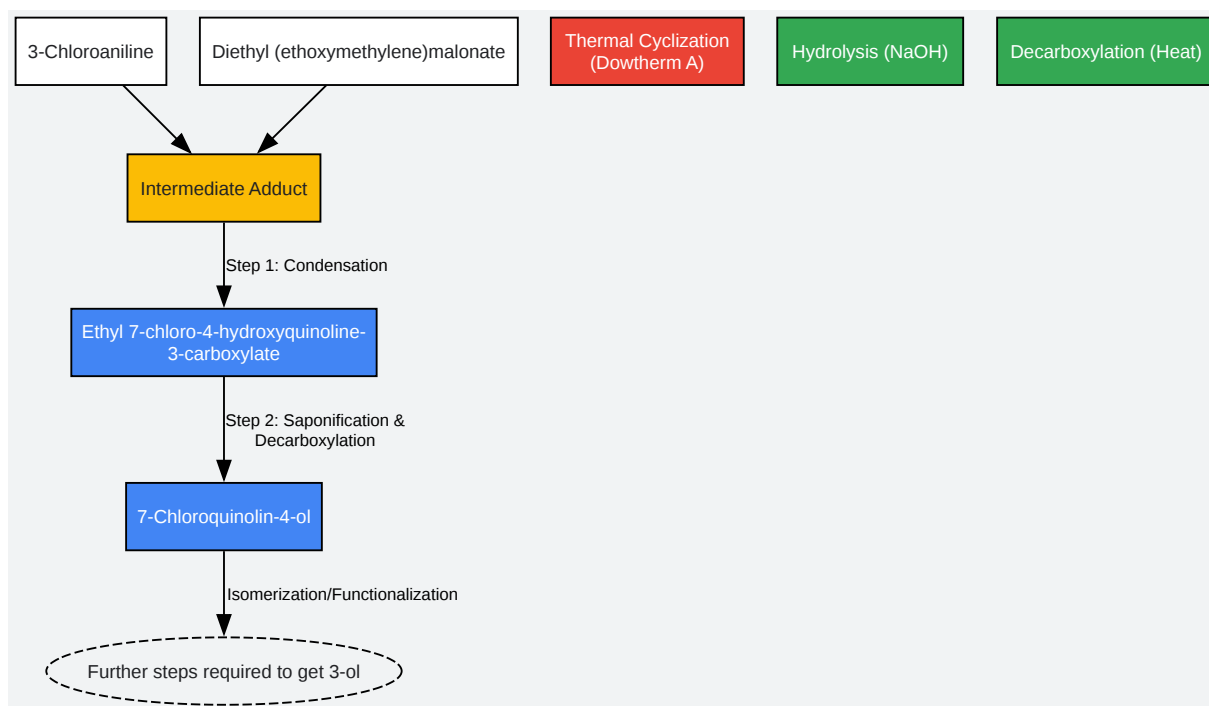 3-Chloroaniline
Diethyl (ethoxymethylene)malonate
Thermal Cyclization
(Dowtherm A)
Hydrolysis (NaOH)
Decarboxylation (Heat)
Intermediate Adduct
Step 1: Condensation
Ethyl 7-chloro-4-hydroxyquinoline-
3-carboxylate
Step 2: Saponification &
Decarboxylation
7-Chloroquinolin-4-ol
Isomerization/Functionalization
Further steps required to get 3-ol